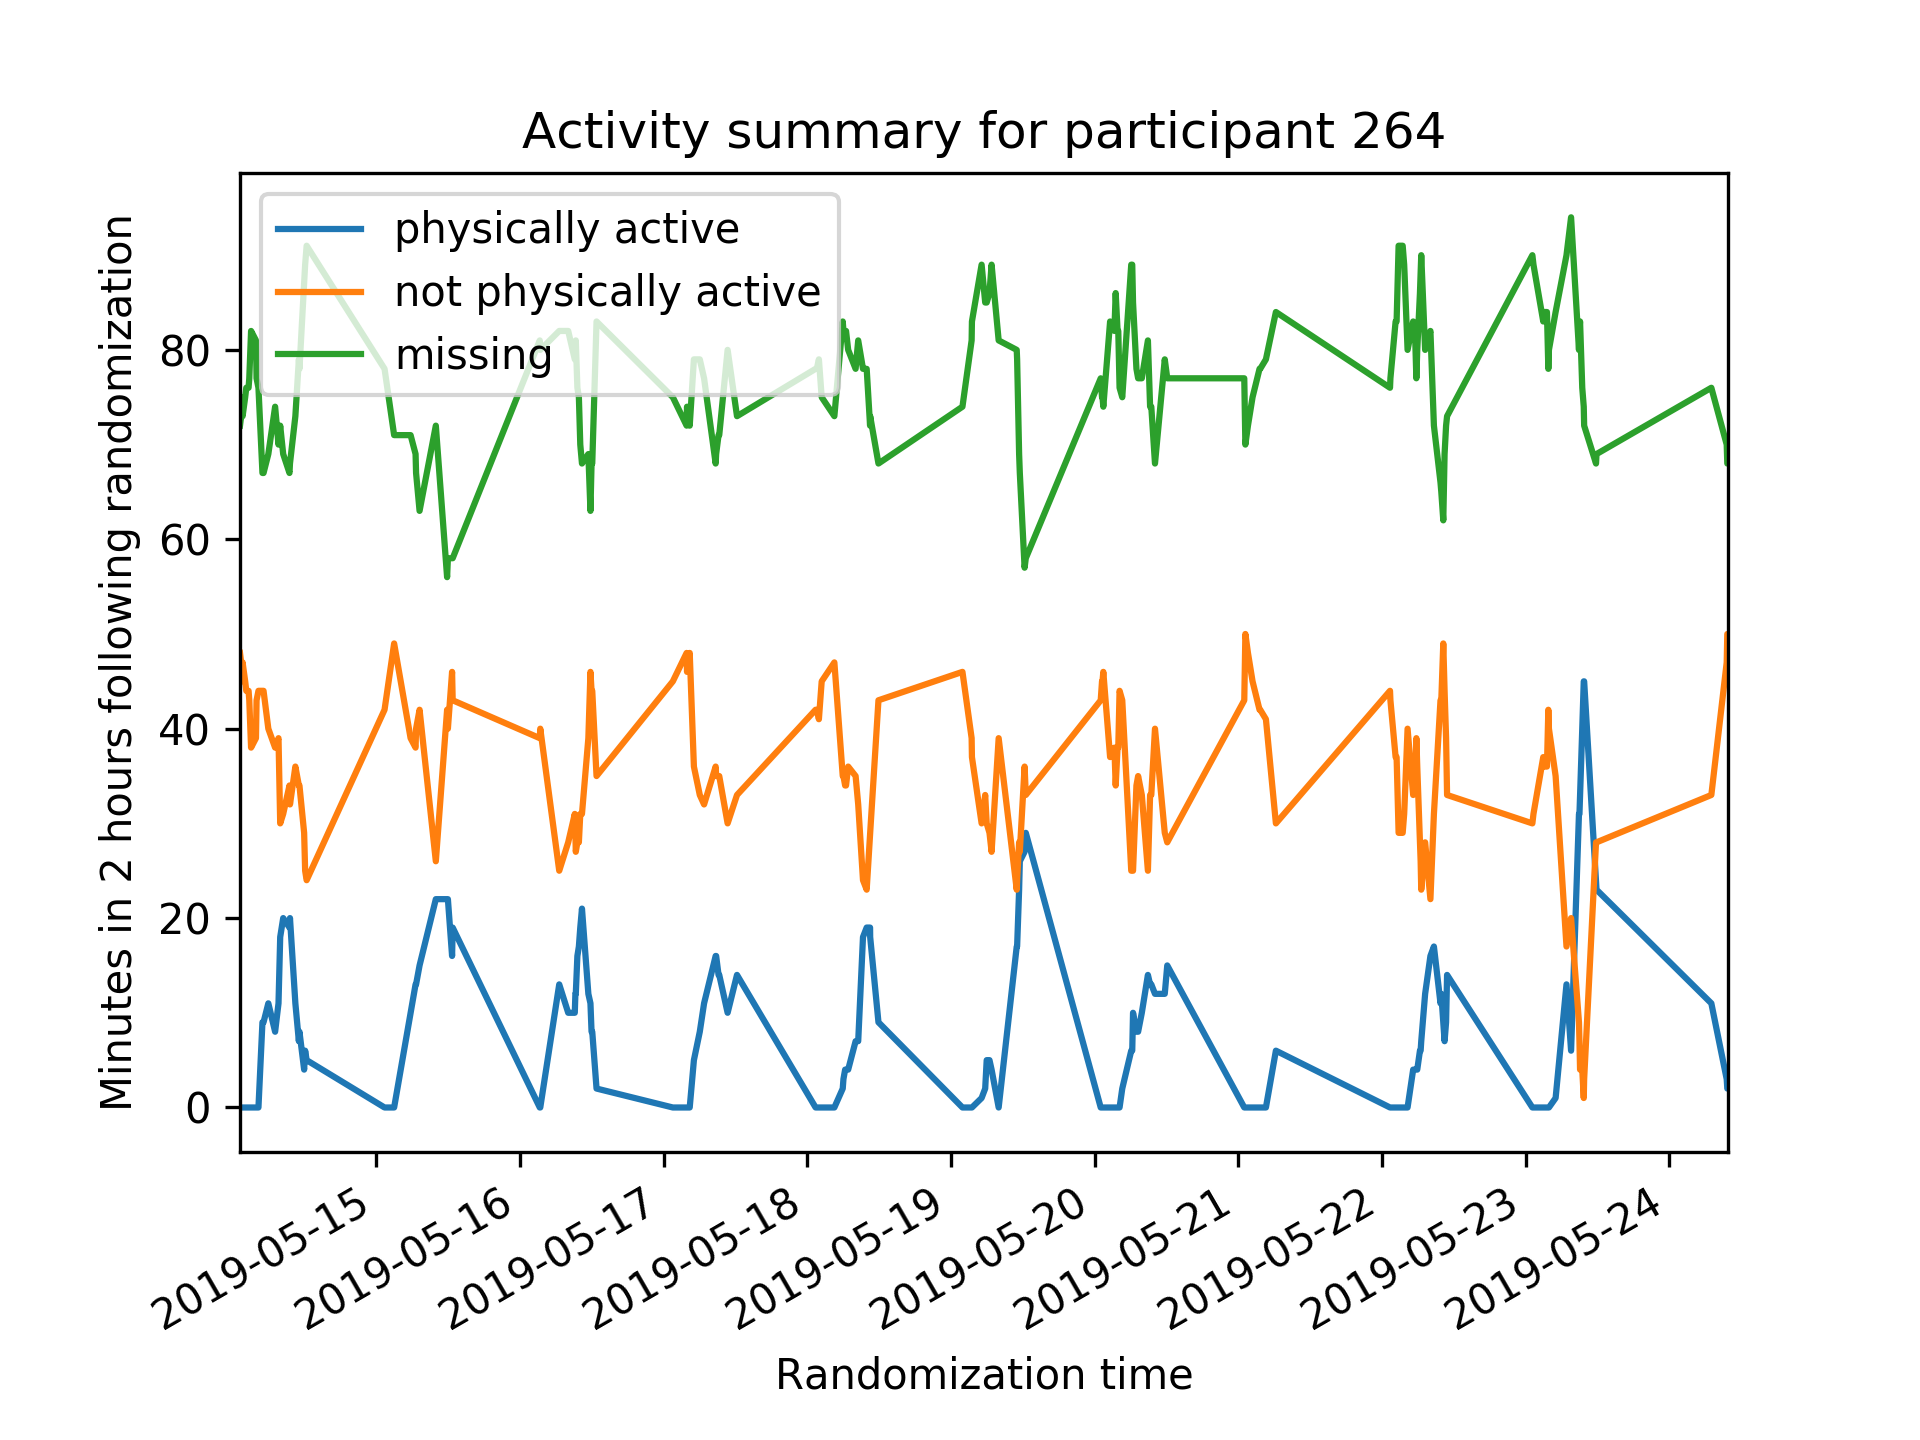 Activity summary for participant 264
physically active
not physically active
missing
Minutes in 2 hours following randomization
80
60
40
20
0
2019-05-15
2019-05-16
2019-05-17
2019-05-18
2019-05-19
2019-05-20
2019-05-21
2019-05-22
2019-05-23
2019-05-24
Randomization time